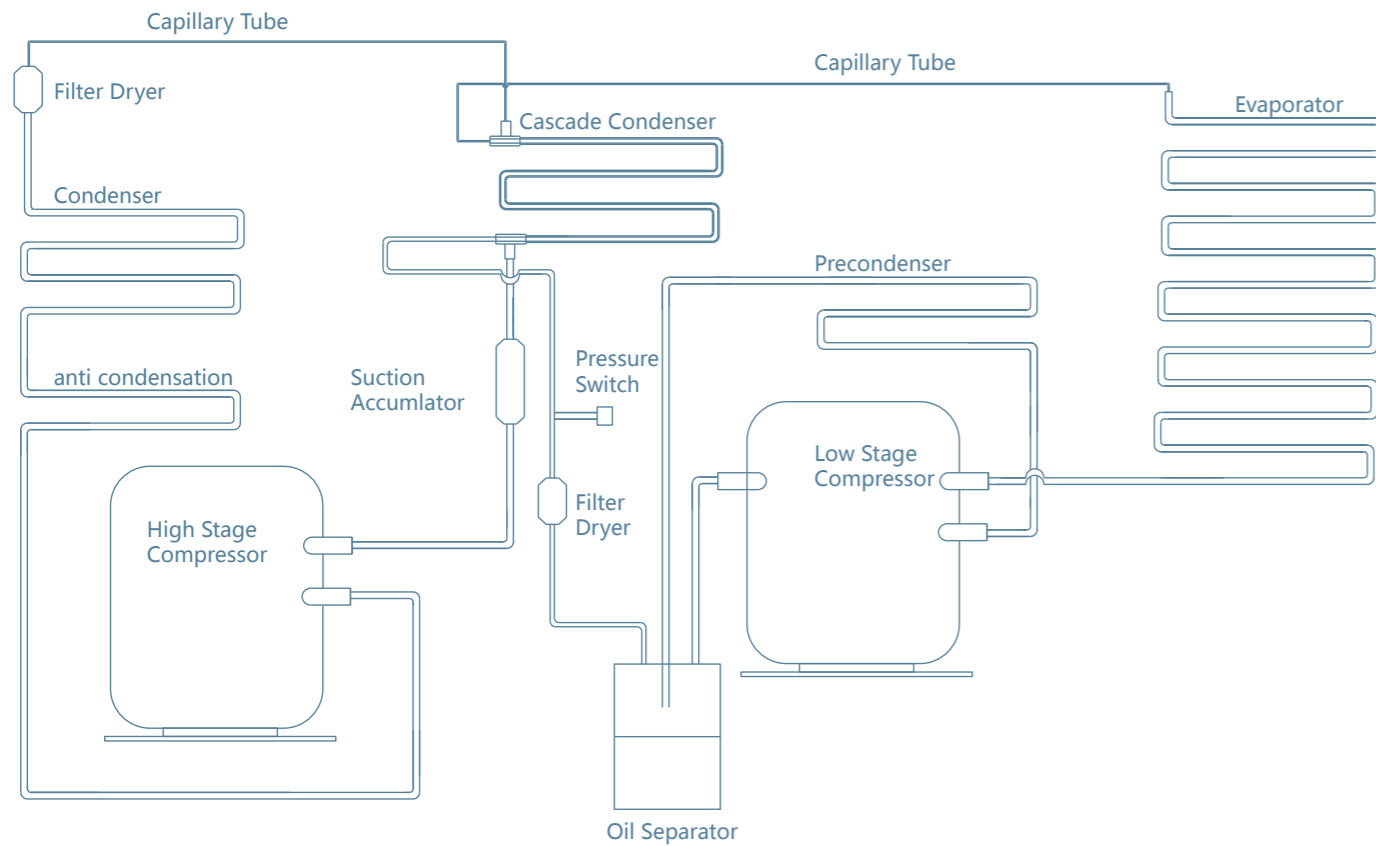 Capillary Tube
Capillary Tube
Filter Dryer
Evaporator
Cascade Condenser
Condenser
Precondenser
anti condensation
Suction
Accumlator
Pressure
Switch
Low Stage
Compressor
High Stage
Compressor
Filter
Dryer
Oil Separator